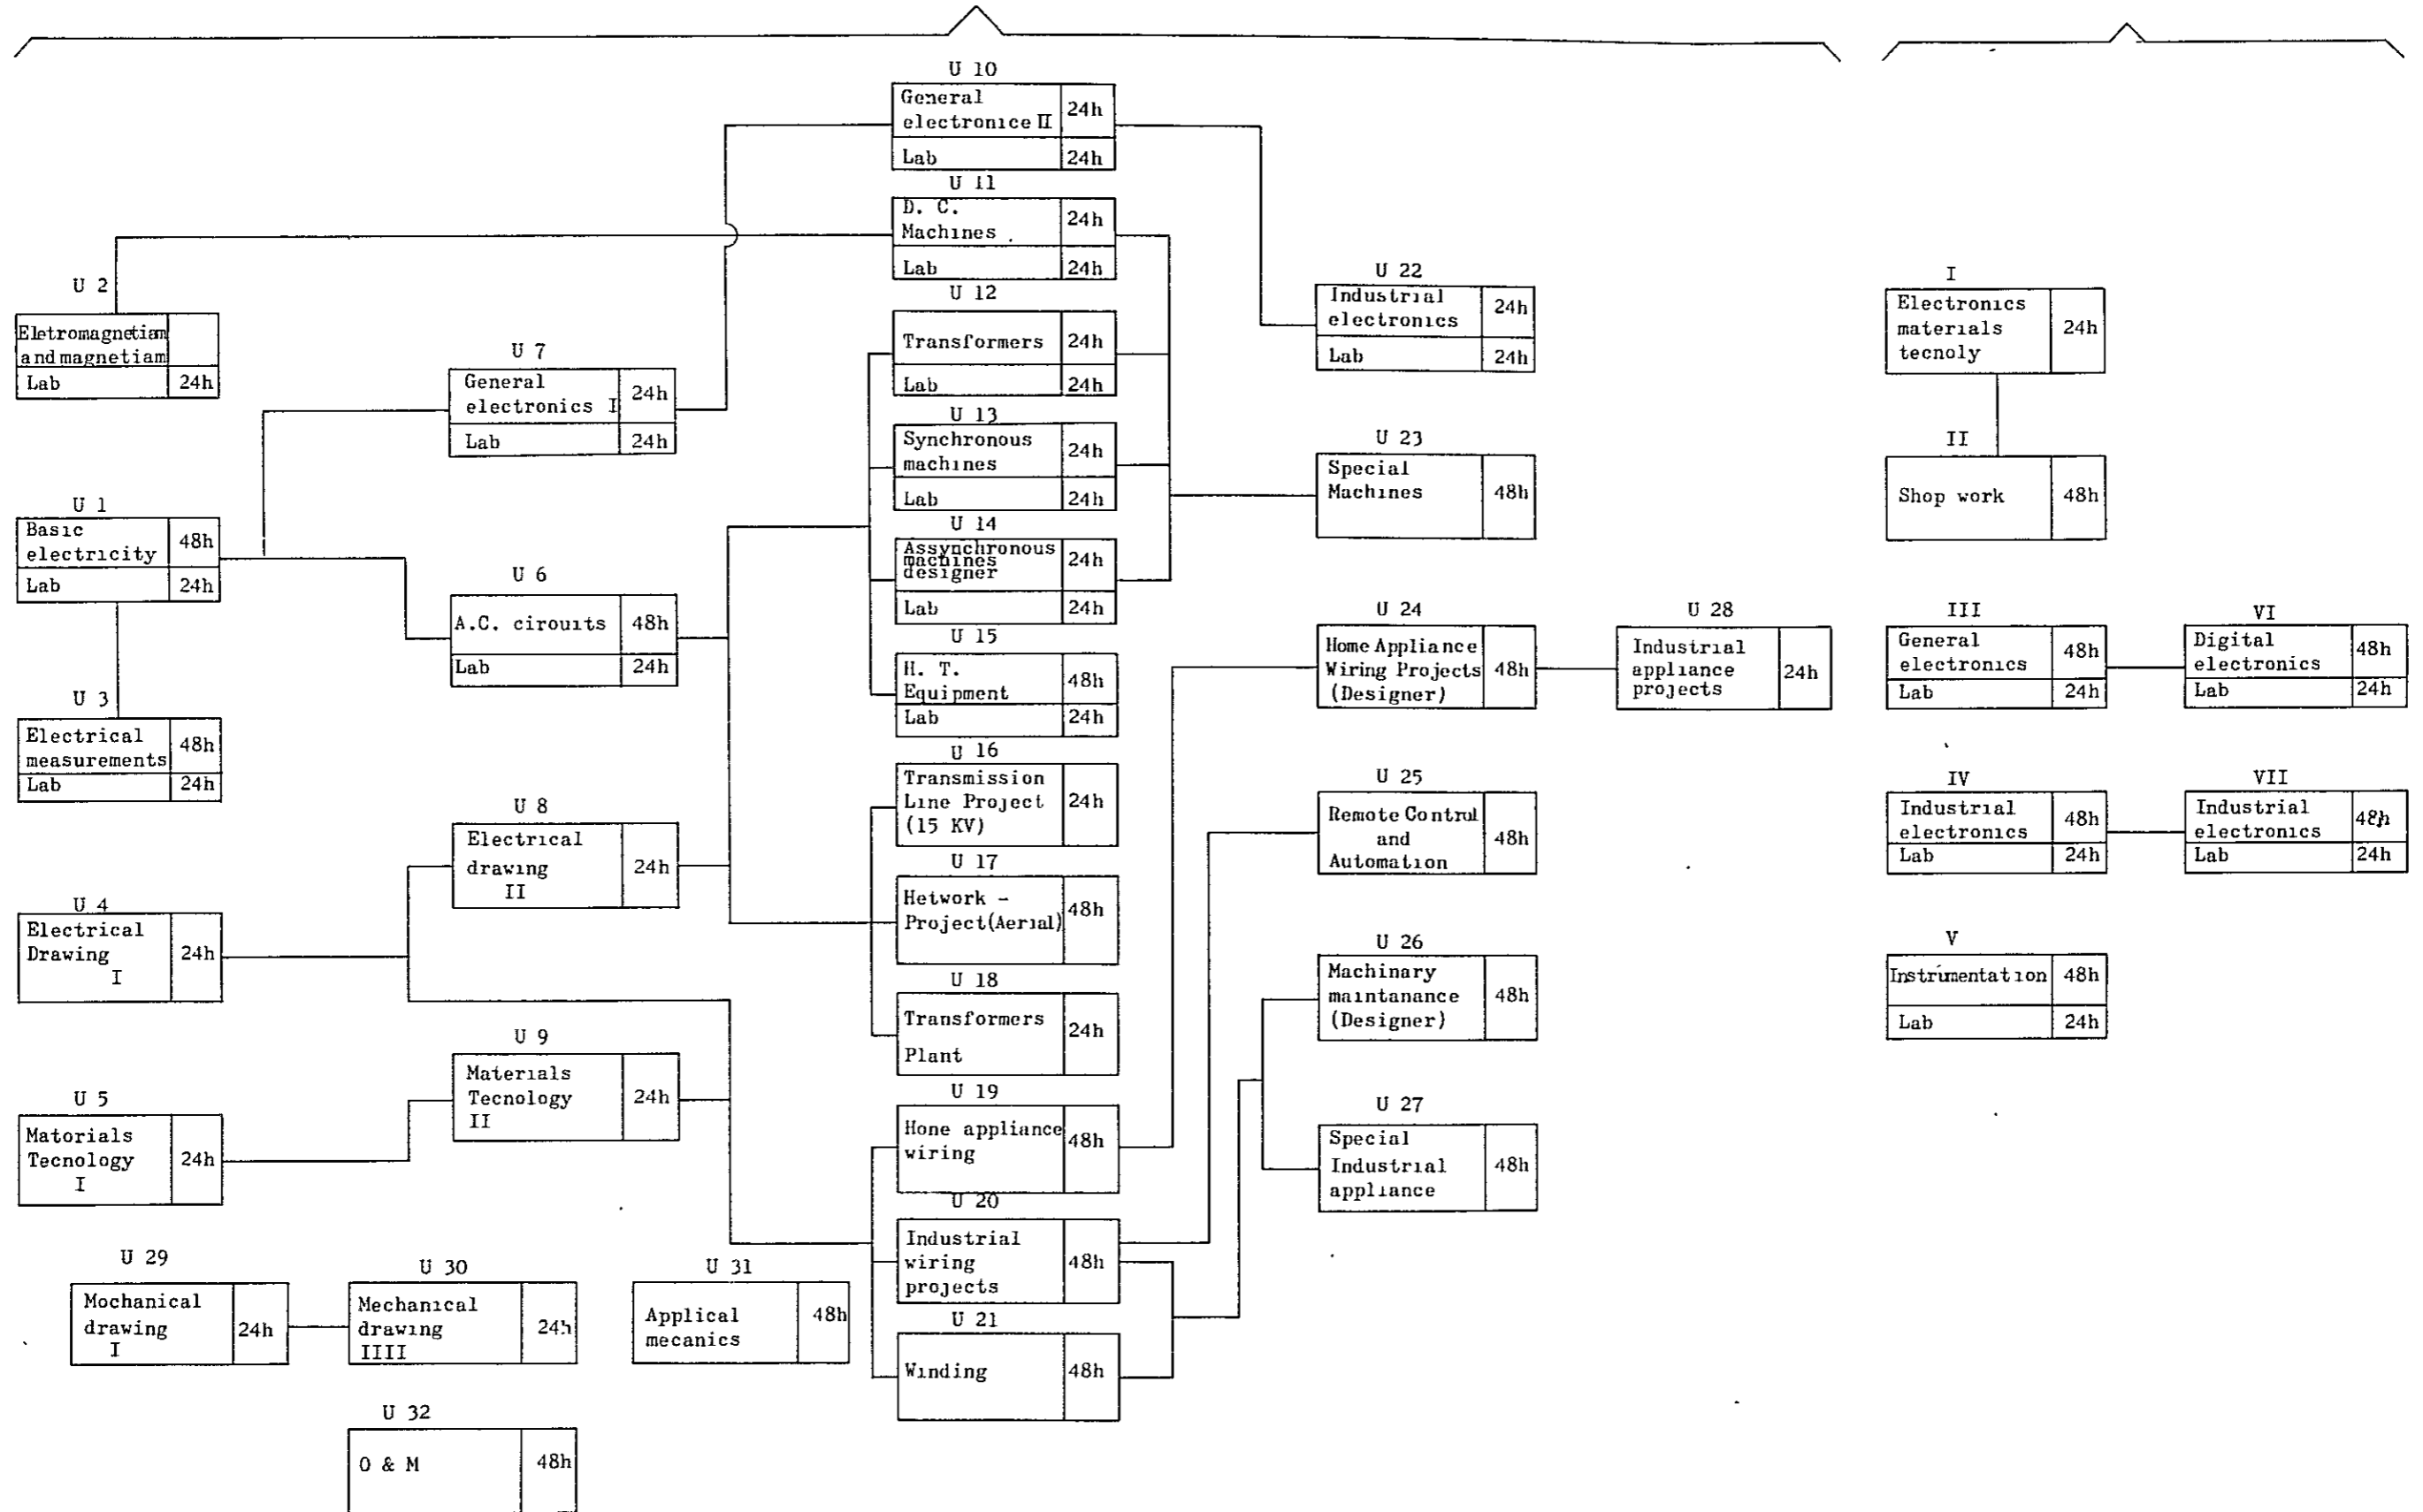 U 10
General
electronice II
24h
Lab
24h
U 11
D. C.
Machines
24h
Lab
24h
U 2
Eletromagnetiam
and magnetiam
Lab
24h
U 12
Transformers
24h
Lab
24h
U 22
Industrial
electronics
24h
Lab
24h
I
Electronics
materials
tecnoly
24h
U 7
General
electronics I
24h
Lab
24h
U 13
Synchronous
machines
24h
Lab
24h
U 23
Special
Machines
48h
II
Shop work
48h
U 1
Basic
electricity
48h
Lab
24h
U 14
Assynchronous
machines
designer
24h
Lab
24h
U 6
A.C. cirouits
48h
Lab
24h
U 15
H. T.
Equipment
48h
Lab
24h
U 24
Home Appliance
Wiring Projects
(Designer)
48h
U 28
Industrial
appliance
projects
24h
III
General
electronics
48h
Lab
24h
VI
Digital
electronics
48h
Lab
24h
U 3
Electrical
measurements
48h
Lab
24h
U 16
Transmission
Line Project
(15 KV)
24h
U 25
Remote Control
and
Automation
48h
IV
Industrial
electronics
48h
Lab
24h
VII
Industrial
electronics
48h
Lab
24h
U 8
Electrical
drawing
II
24h
U 17
Hetwork -
Project(Aerial)
48h
U 4
Electrical
Drawing
I
24h
U 26
Machinary
maintanance
(Designer)
48h
V
Instrumentation
48h
Lab
24h
U 18
Transformers
Plant
24h
U 9
Materials
Tecnology
II
24h
U 5
Matorials
Tecnology
I
24h
U 19
Hone appliance
wiring
48h
U 27
Special
Industrial
appliance
48h
U 20
Industrial
wiring
projects
48h
U 29
Mochanical
drawing
I
24h
U 30
Mechanical
drawing
IIII
24h
U 31
Applical
mecanics
48h
U 21
Winding
48h
U 32
O & M
48h